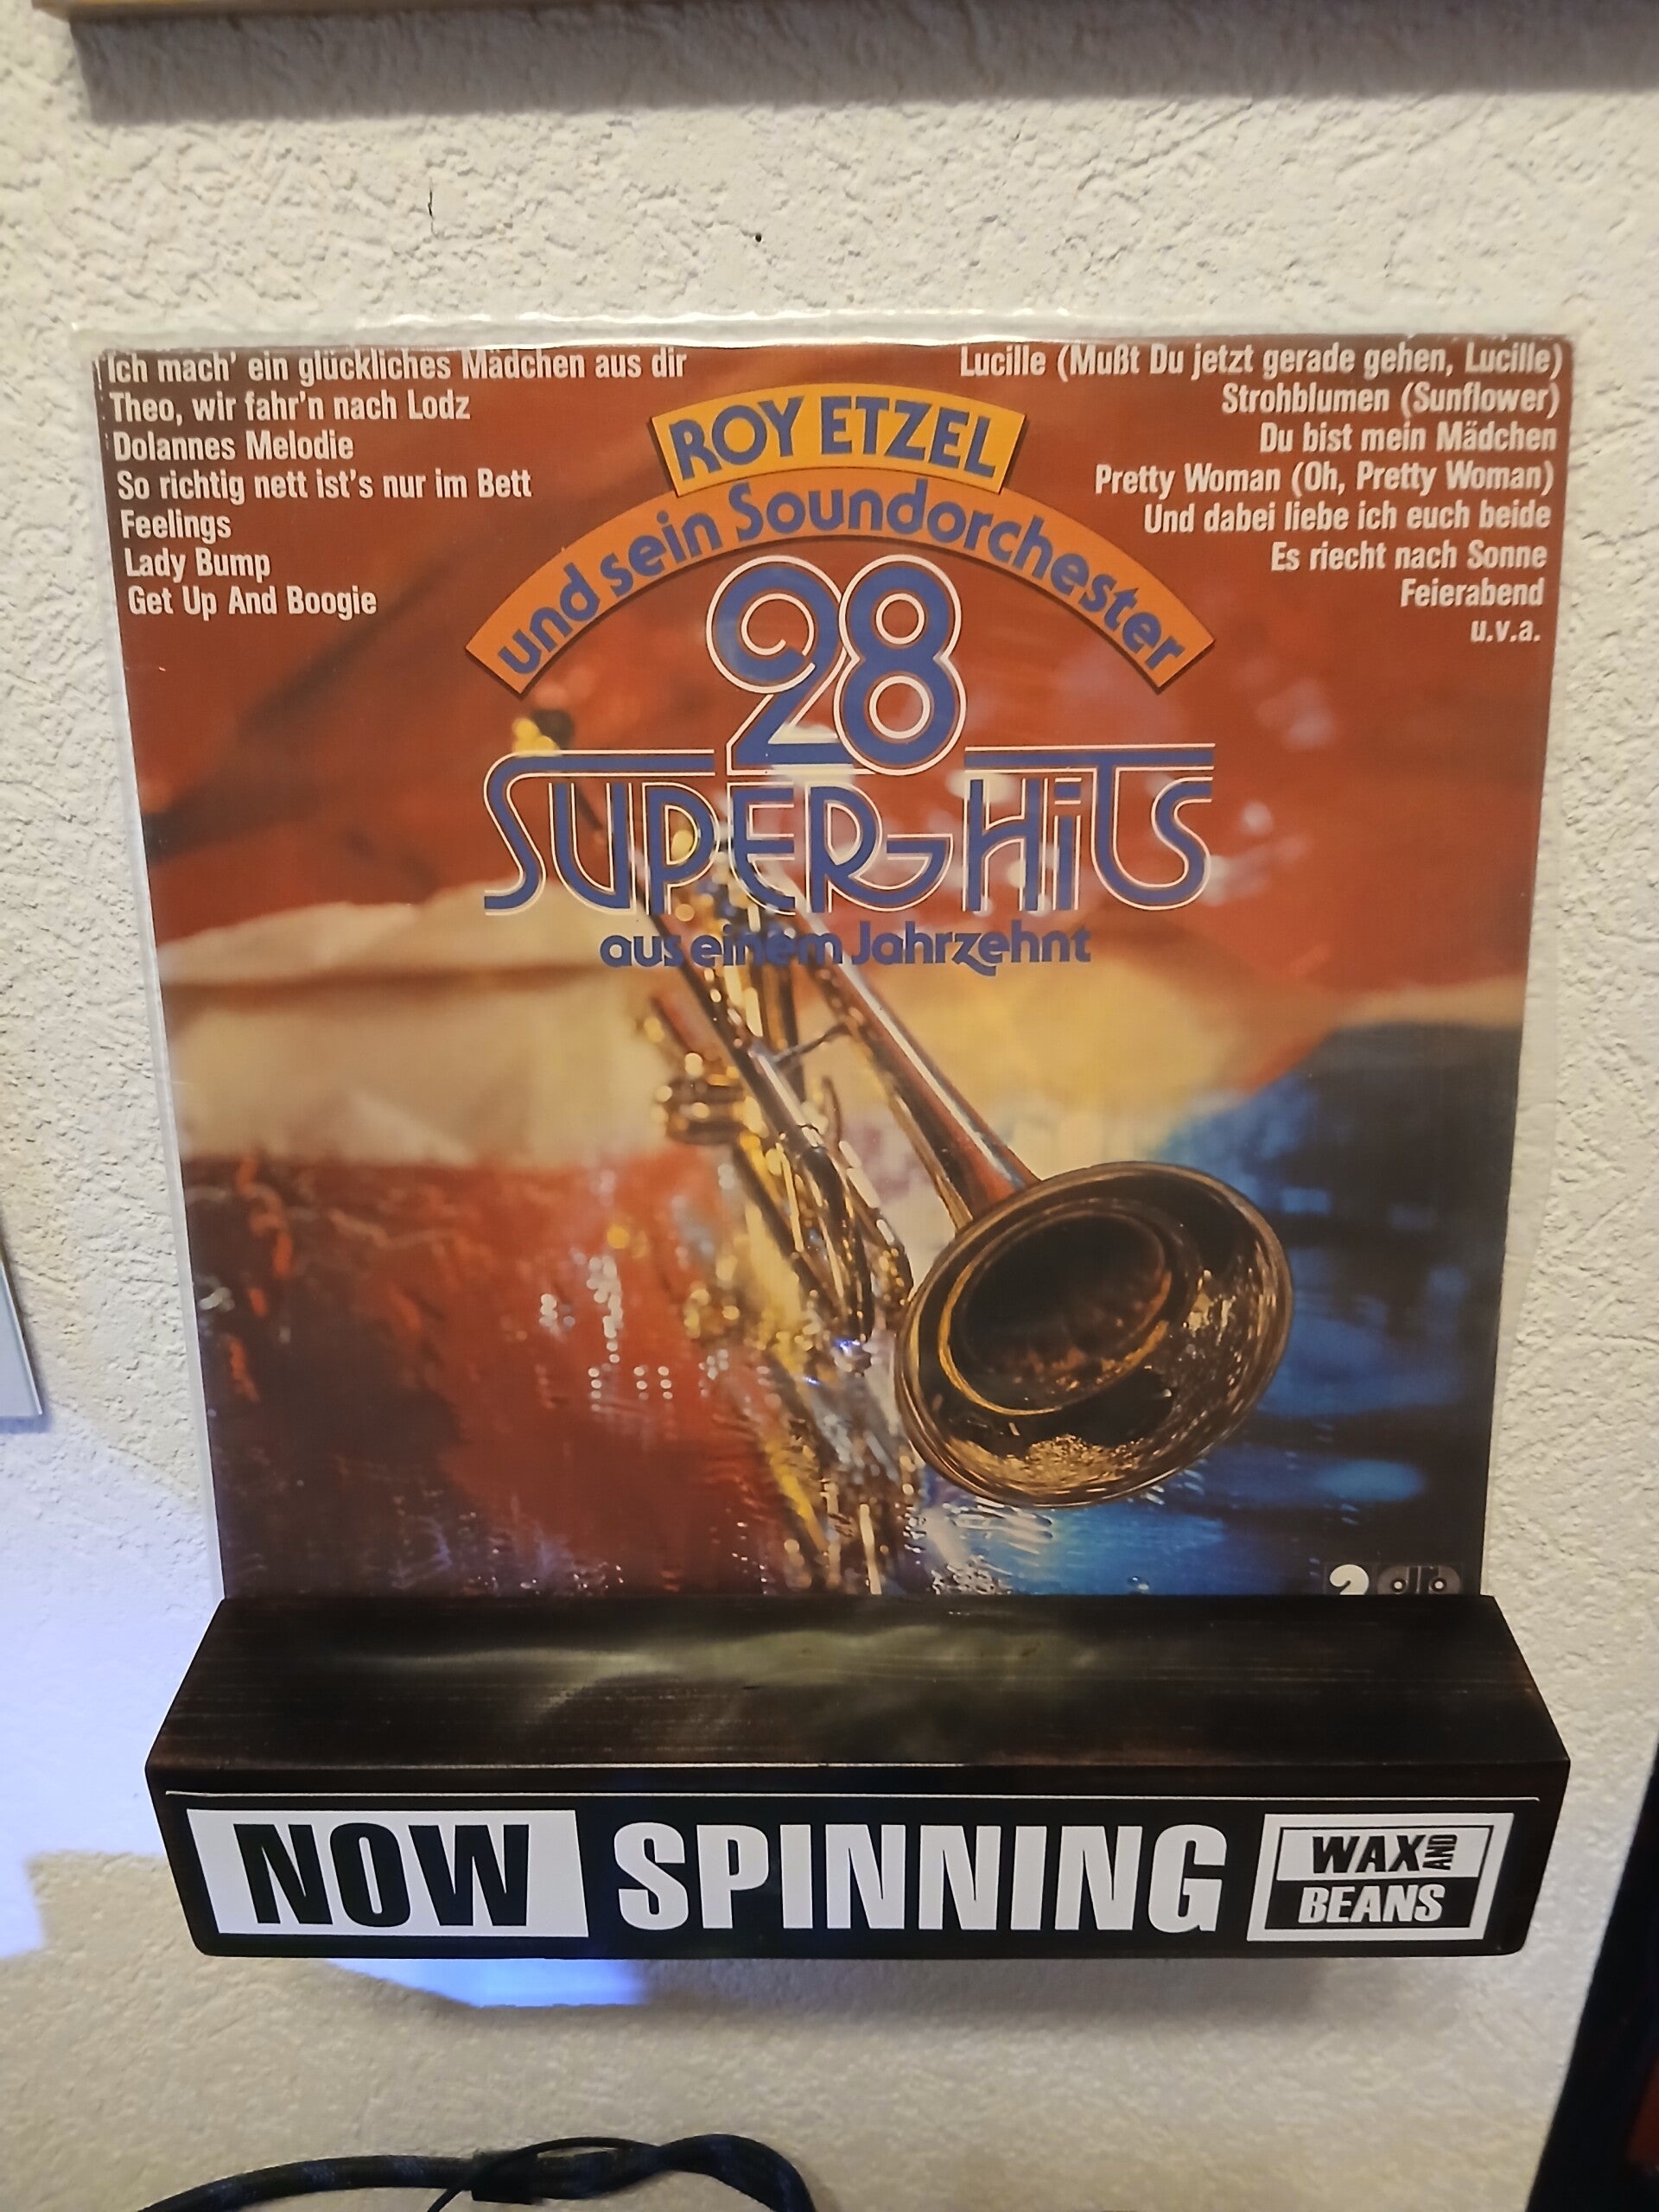 Ich mach' ein glückliches Mädchen aus dir
Theo, wir fahr'n nach Lodz
Dolannes Melodie
So richtig nett ist's nur im Bett
Feelings
Lady Bump
Get Up And Boogie
Lucille (Mußt Du jetzt gerade gehen, Lucille)
Strohblumen (Sunflower)
Du bist mein Mädchen
Pretty Woman (Oh, Pretty Woman)
Und dabei liebe ich euch beide
Es riecht nach Sonne
Feierabend
u.v.a.
ROY ETZEL
und sein Soundorchester
28
SUPER-HiTS
aus einem Jahrzehnt
2
NOW SPINNING
WAX AND
BEANS